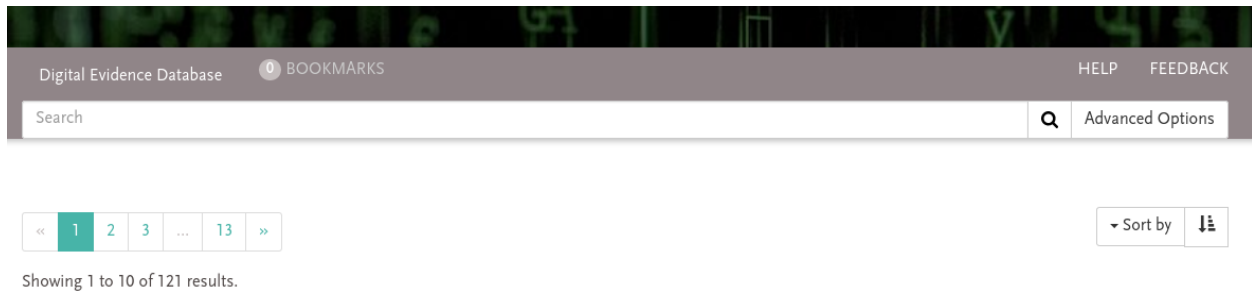 Digital Evidence Database 0 BOOKMARKS HELP FEEDBACK
Search Advanced Options
« 1 2 3 ... 13 » Sort by
Showing 1 to 10 of 121 results.